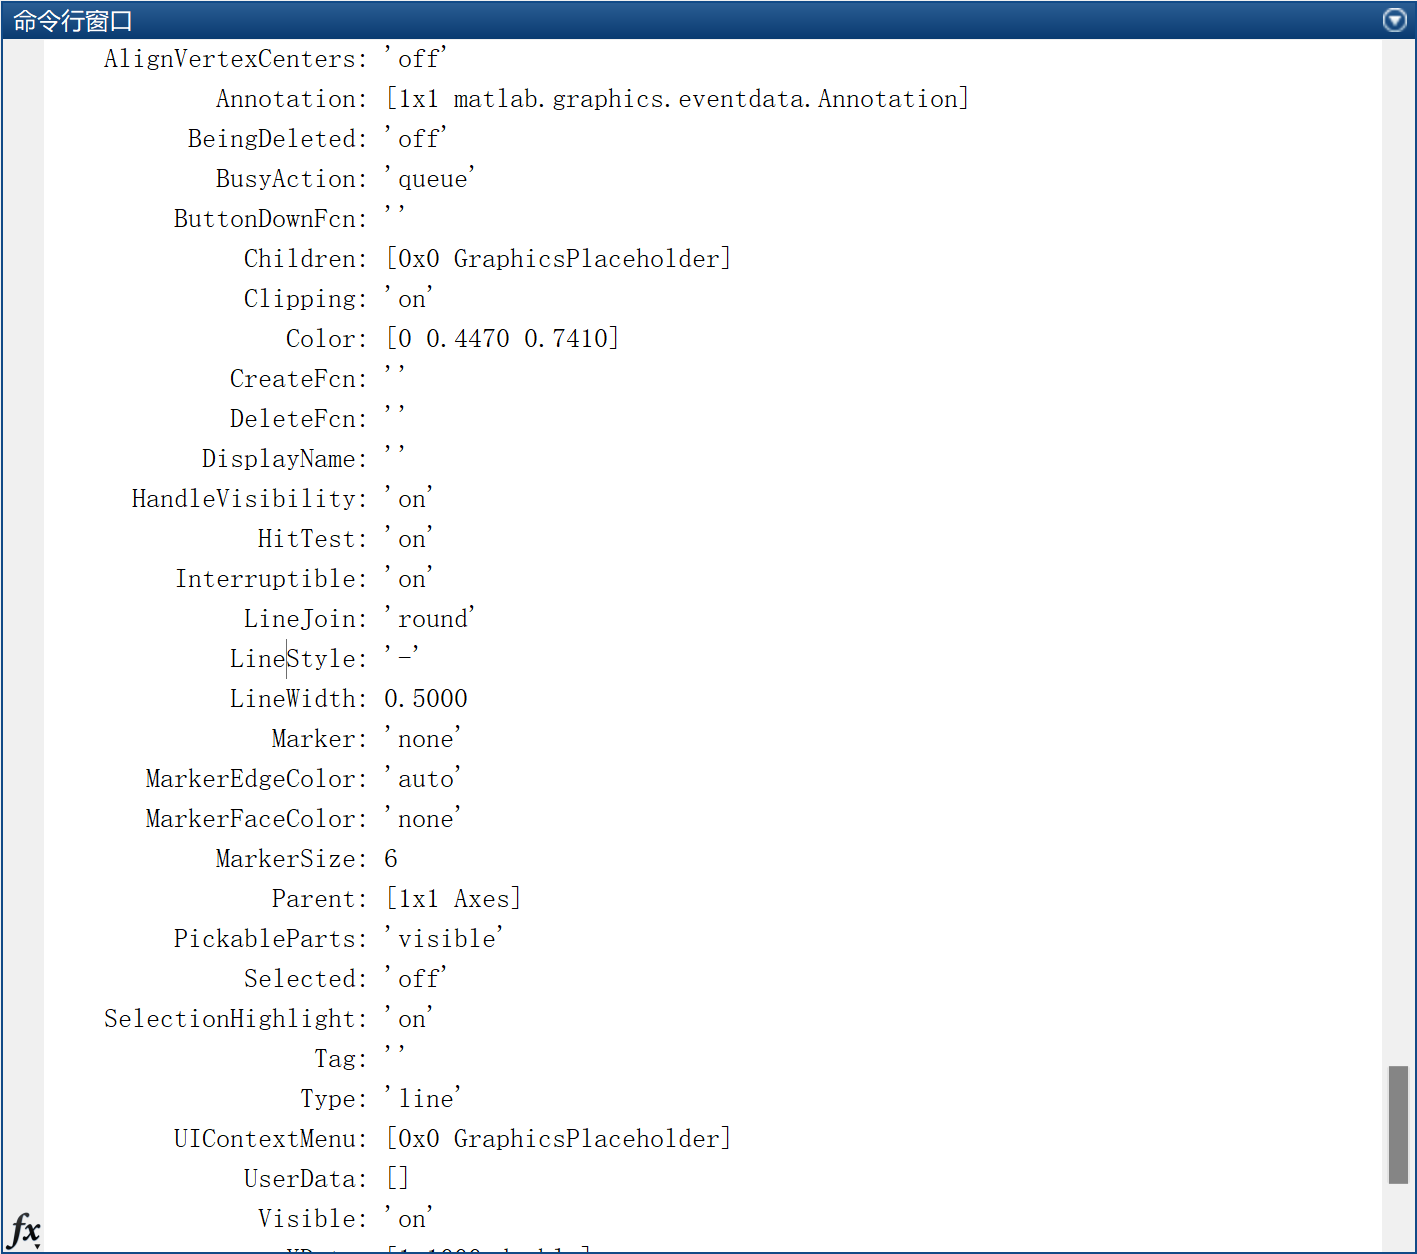 命令行窗口
AlignVertexCenters: 'off'
Annotation: [1x1 matlab.graphics.eventdata.Annotation]
BeingDeleted: 'off'
BusyAction: 'queue'
ButtonDownFcn: ''
Children: [0x0 GraphicsPlaceholder]
Clipping: 'on'
Color: [0 0.4470 0.7410]
CreateFcn: ''
DeleteFcn: ''
DisplayName: ''
HandleVisibility: 'on'
HitTest: 'on'
Interruptible: 'on'
LineJoin: 'round'
LineStyle: '-'
LineWidth: 0.5000
Marker: 'none'
MarkerEdgeColor: 'auto'
MarkerFaceColor: 'none'
MarkerSize: 6
Parent: [1x1 Axes]
PickableParts: 'visible'
Selected: 'off'
SelectionHighlight: 'on'
Tag: ''
Type: 'line'
UIContextMenu: [0x0 GraphicsPlaceholder]
UserData: []
Visible: 'on'
fx